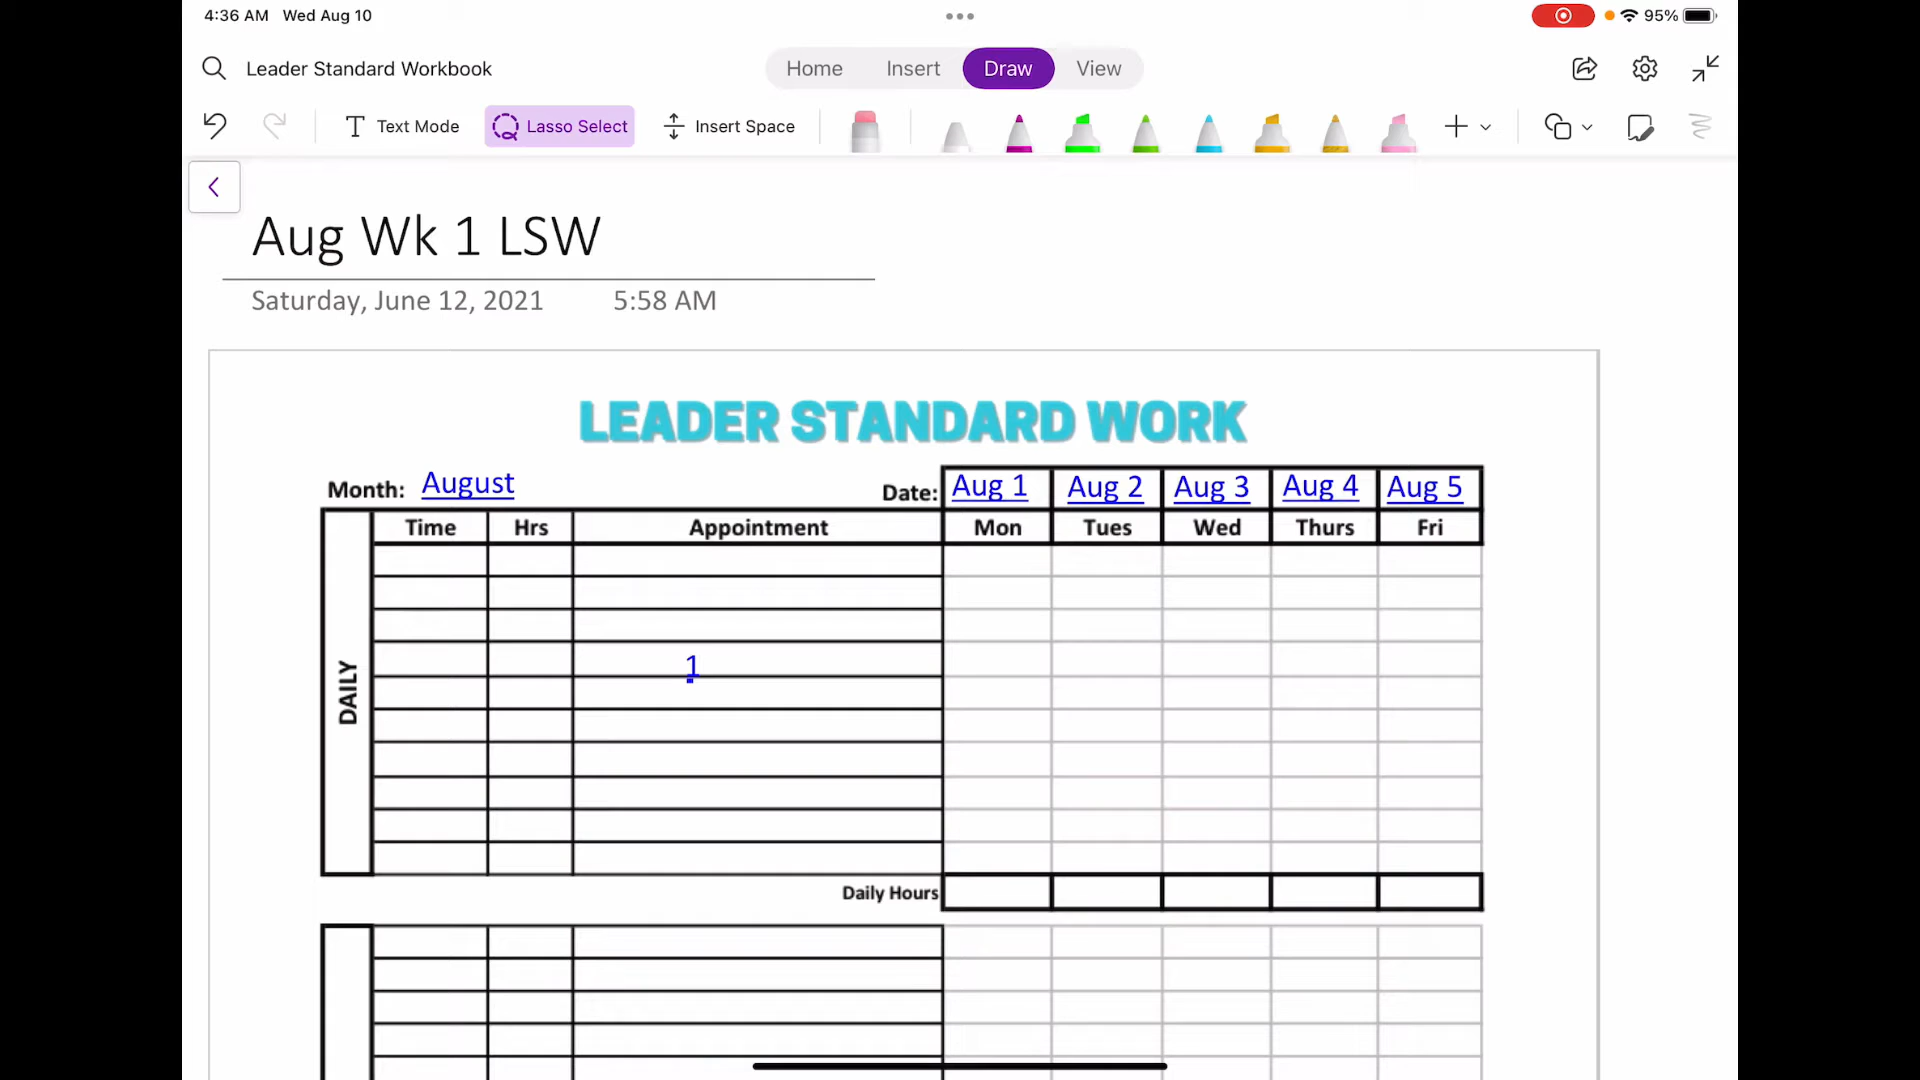 4:36 AM Wed Aug 10 95%
Leader Standard Workbook Home Insert Draw View
Text Mode Lasso Select Insert Space
Aug Wk 1 LSW
Saturday, June 12, 2021 5:58 AM
LEADER STANDARD WORK
Month: August Date: Aug 1 Aug 2 Aug 3 Aug 4 Aug 5
Time Hrs Appointment Mon Tues Wed Thurs Fri
1
DAILY
Daily Hours